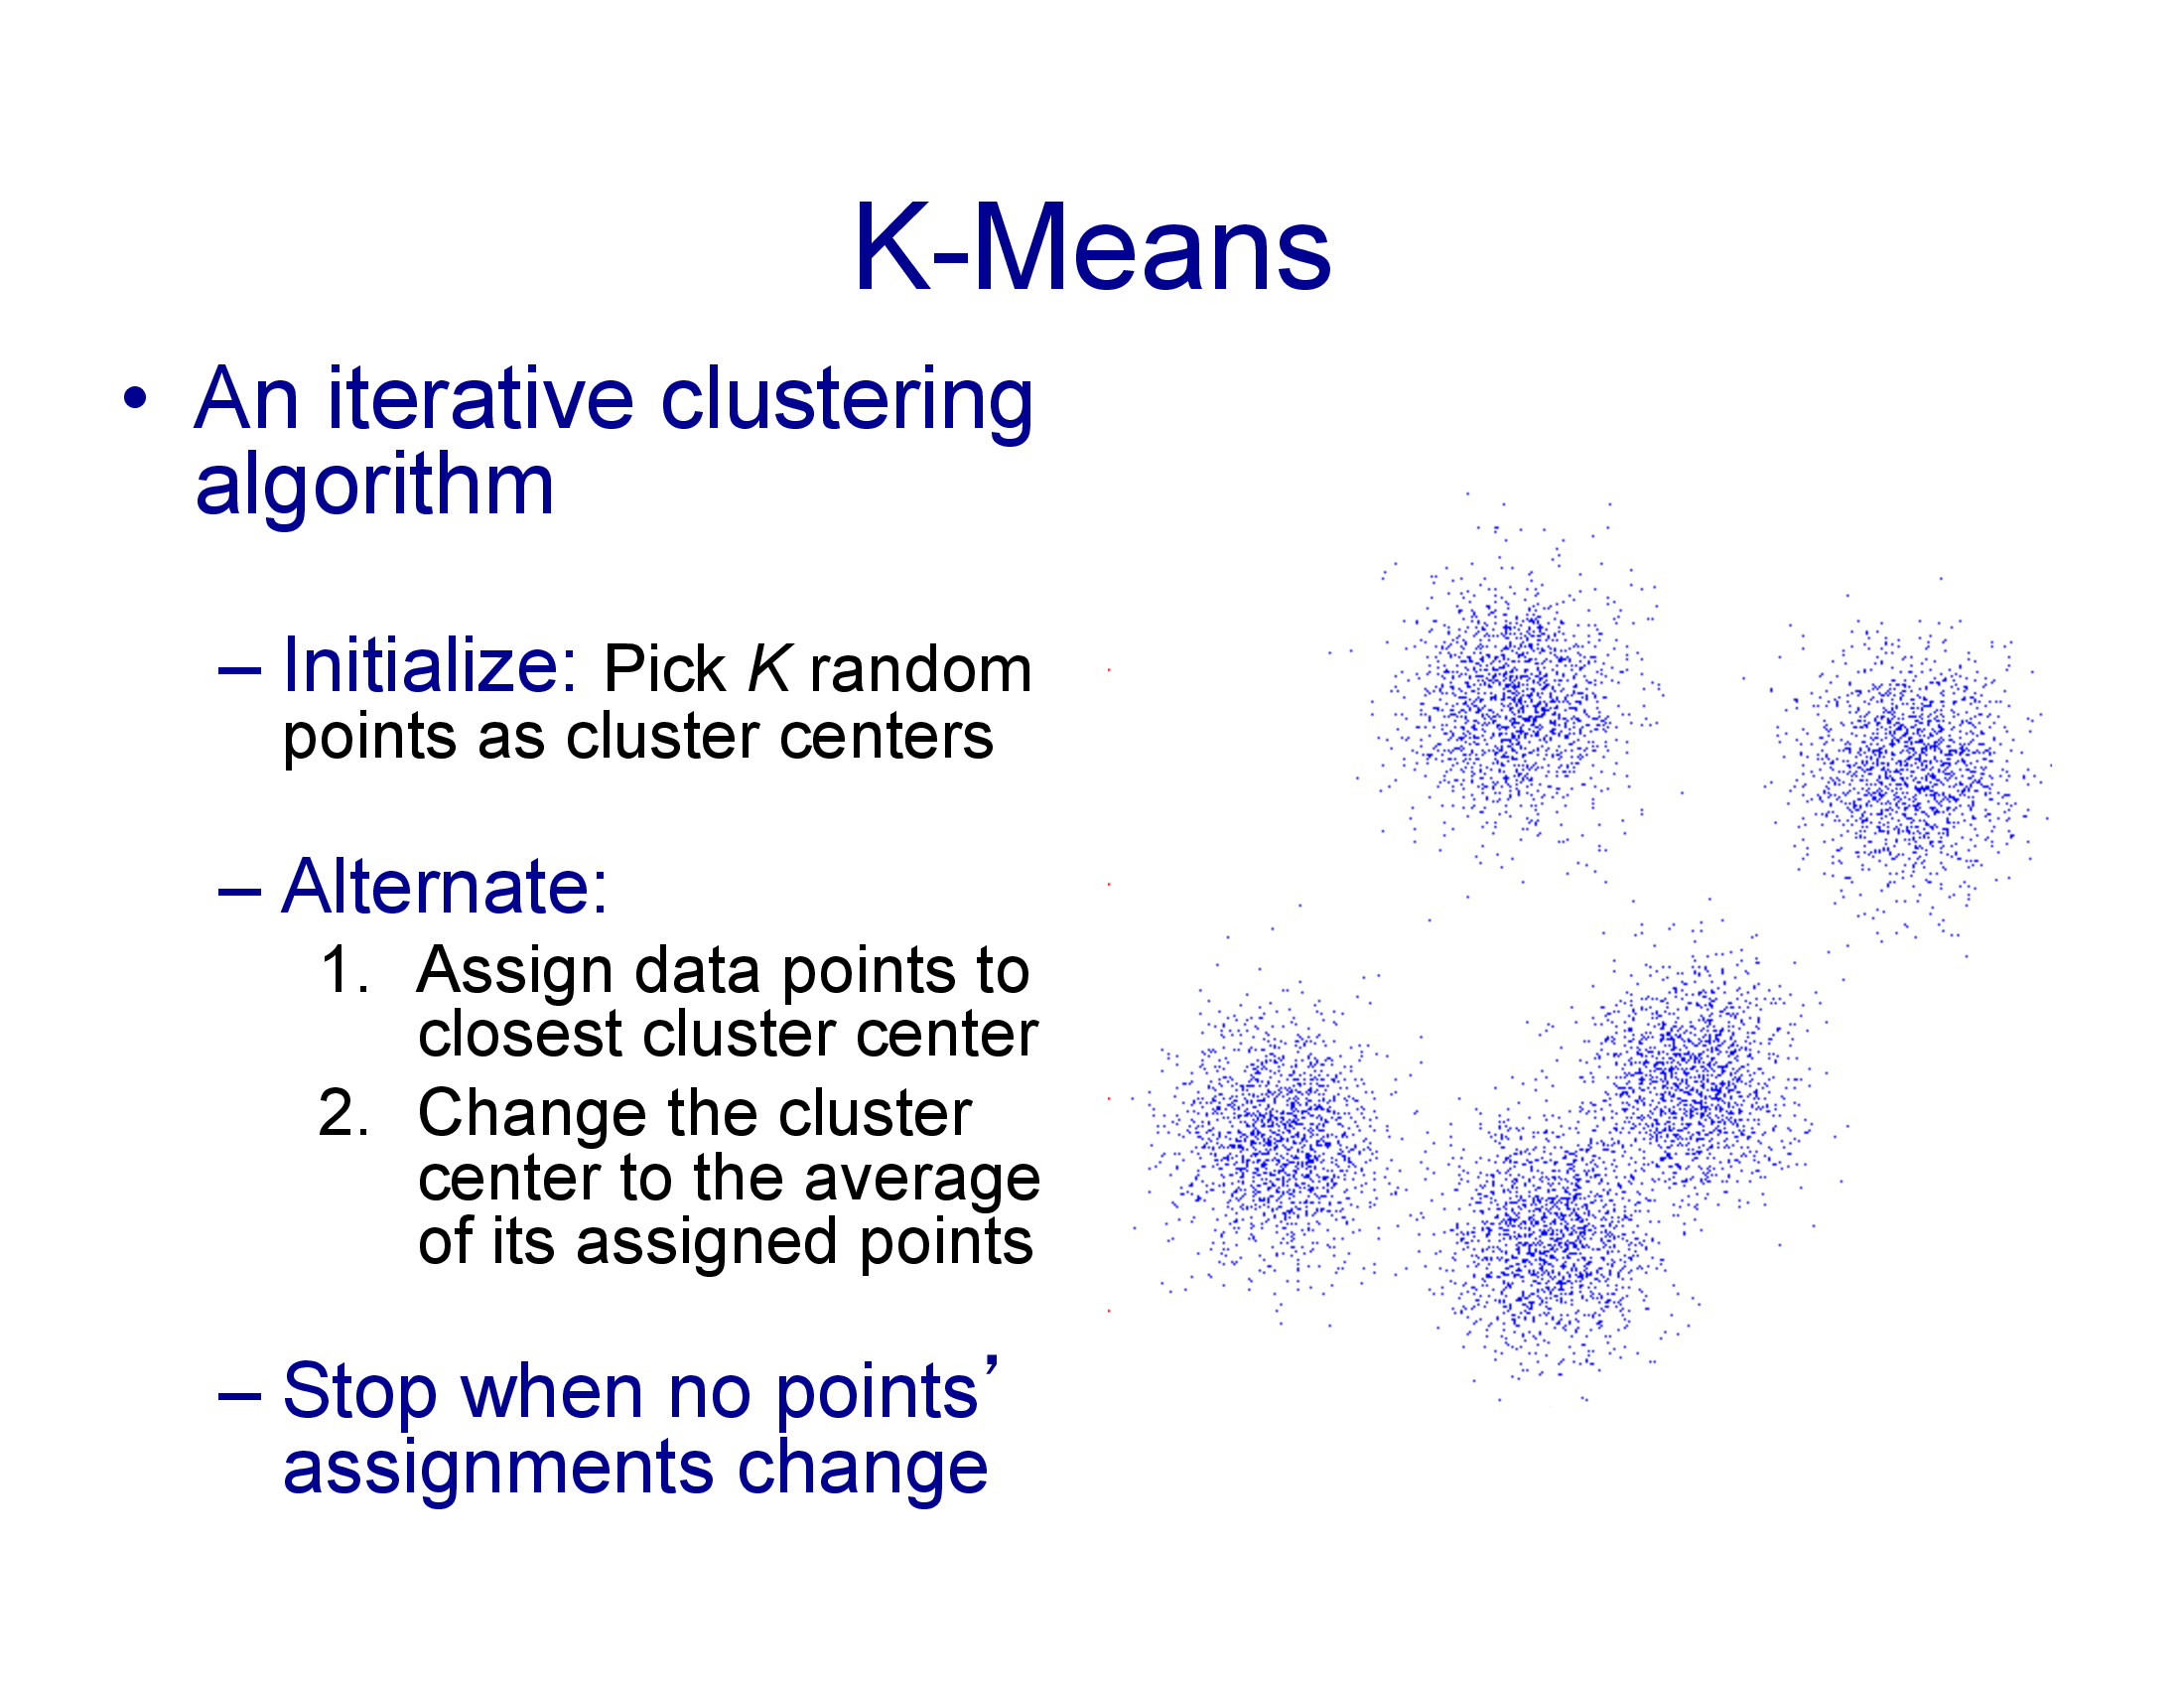 K-Means
• An iterative clustering
algorithm
– Initialize: Pick K random
points as cluster centers
– Alternate:
1. Assign data points to
closest cluster center
2. Change the cluster
center to the average
of its assigned points
– Stop when no points’
assignments change